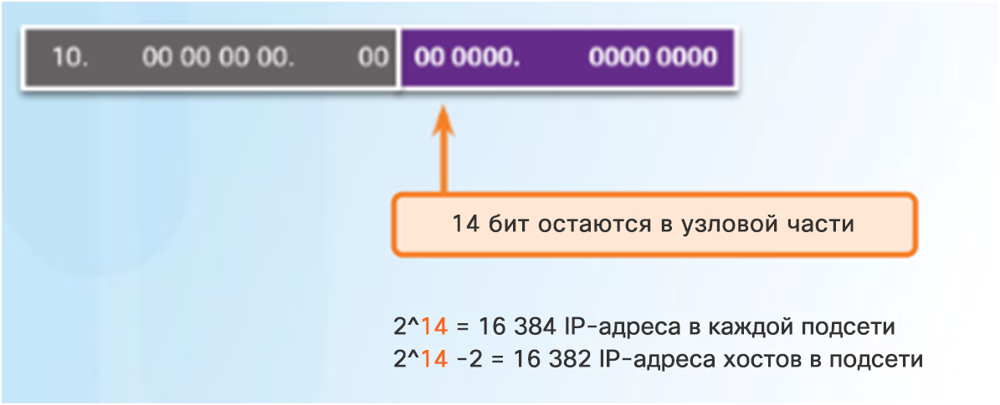 10. 00 00 00 00. 00 00 0000. 0000 0000
14 бит остаются в узловой части
2^14 = 16 384 IP-адреса в каждой подсети
2^14 -2 = 16 382 IP-адреса хостов в подсети